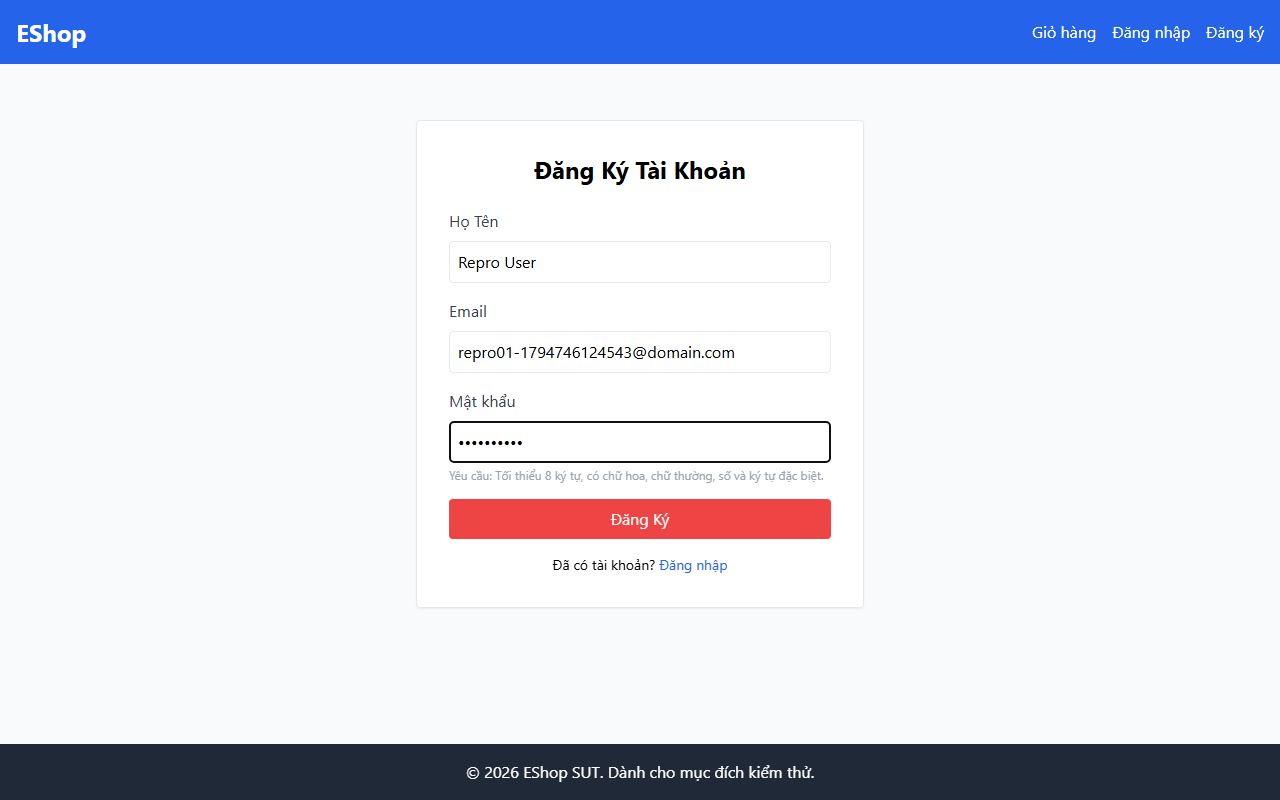 EShop
Giỏ hàng Đăng nhập Đăng ký
Đăng Ký Tài Khoản
Họ Tên
Repro User
Email
repro01-1794746124543@domain.com
Mật khẩu
••••••••••
Yêu cầu: Tối thiểu 8 ký tự, có chữ hoa, chữ thường, số và ký tự đặc biệt.
Đăng Ký
Đã có tài khoản? Đăng nhập
© 2026 EShop SUT. Dành cho mục đích kiểm thử.